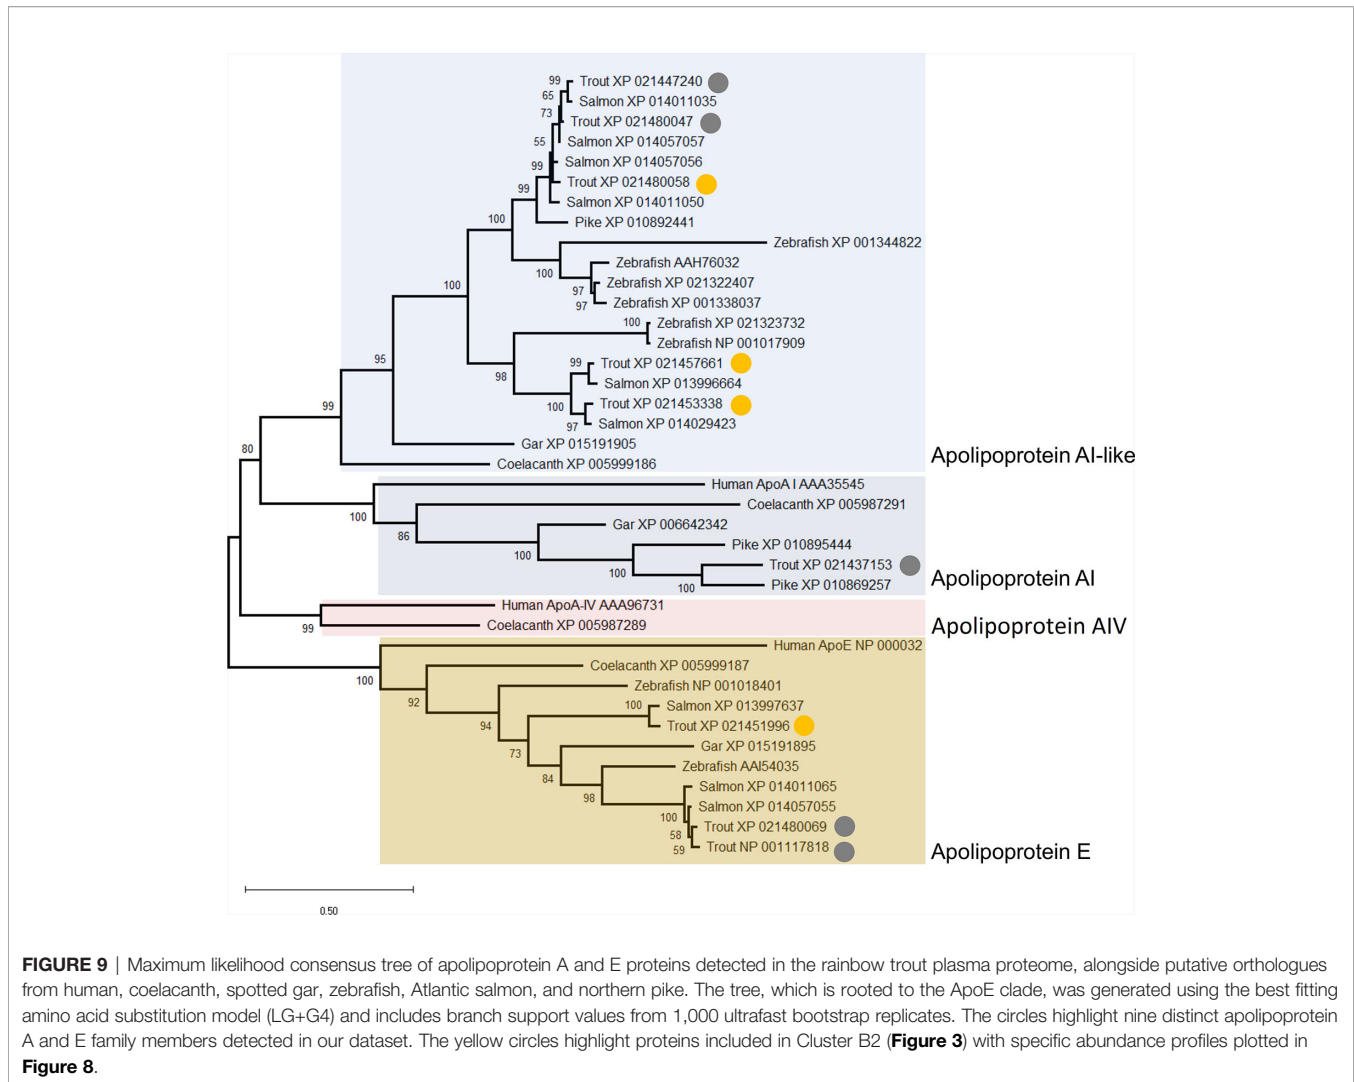 99
Trout XP 021447240
65
Salmon XP 014011035
73
Trout XP 021480047
55
Salmon XP 014057057
Salmon XP 014057056
99
Trout XP 021480058
99
Salmon XP 014011050
100
Pike XP 010892441
Zebrafish XP 001344822
Zebrafish AAH76032
100
Zebrafish XP 021322407
97
Zebrafish XP 001338037
97
100
100
Zebrafish XP 021323732
Zebrafish NP 001017909
95
99
Trout XP 021457661
98
Salmon XP 013996664
99
100
Trout XP 021453338
97
Salmon XP 014029423
Gar XP 015191905
Coelacanth XP 005999186
Apolipoprotein AI-like
80
Human ApoA I AAA35545
100
Coelacanth XP 005987291
86
Gar XP 006642342
100
Pike XP 010895444
100
Trout XP 021437153
100
Pike XP 010869257
Apolipoprotein AI
Human ApoA-IV AAA96731
99
Coelacanth XP 005987289
Apolipoprotein AIV
Human ApoE NP 000032
100
Coelacanth XP 005999187
92
Zebrafish NP 001018401
94
100
Salmon XP 013997637
Trout XP 021451996
73
Gar XP 015191895
84
Zebrafish AAI54035
98
Salmon XP 014011065
Salmon XP 014057055
100
Trout XP 021480069
58
Trout NP 001117818
59
Apolipoprotein E
0.50
FIGURE 9 | Maximum likelihood consensus tree of apolipoprotein A and E proteins detected in the rainbow trout plasma proteome, alongside putative orthologues
from human, coelacanth, spotted gar, zebrafish, Atlantic salmon, and northern pike. The tree, which is rooted to the ApoE clade, was generated using the best fitting
amino acid substitution model (LG+G4) and includes branch support values from 1,000 ultrafast bootstrap replicates. The circles highlight nine distinct apolipoprotein
A and E family members detected in our dataset. The yellow circles highlight proteins included in Cluster B2 (Figure 3) with specific abundance profiles plotted in
Figure 8.